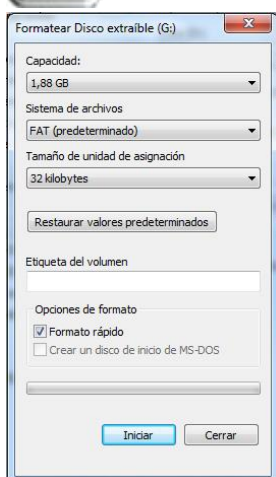 Formatear Disco extraíble (G:)
Capacidad:
1,88 GB
Sistema de archivos
FAT (predeterminado)
Tamaño de unidad de asignación
32 kilobytes
Restaurar valores predeterminados
Etiqueta del volumen
Opciones de formato
Formato rápido
Crear un disco de inicio de MS-DOS
Iniciar Cerrar